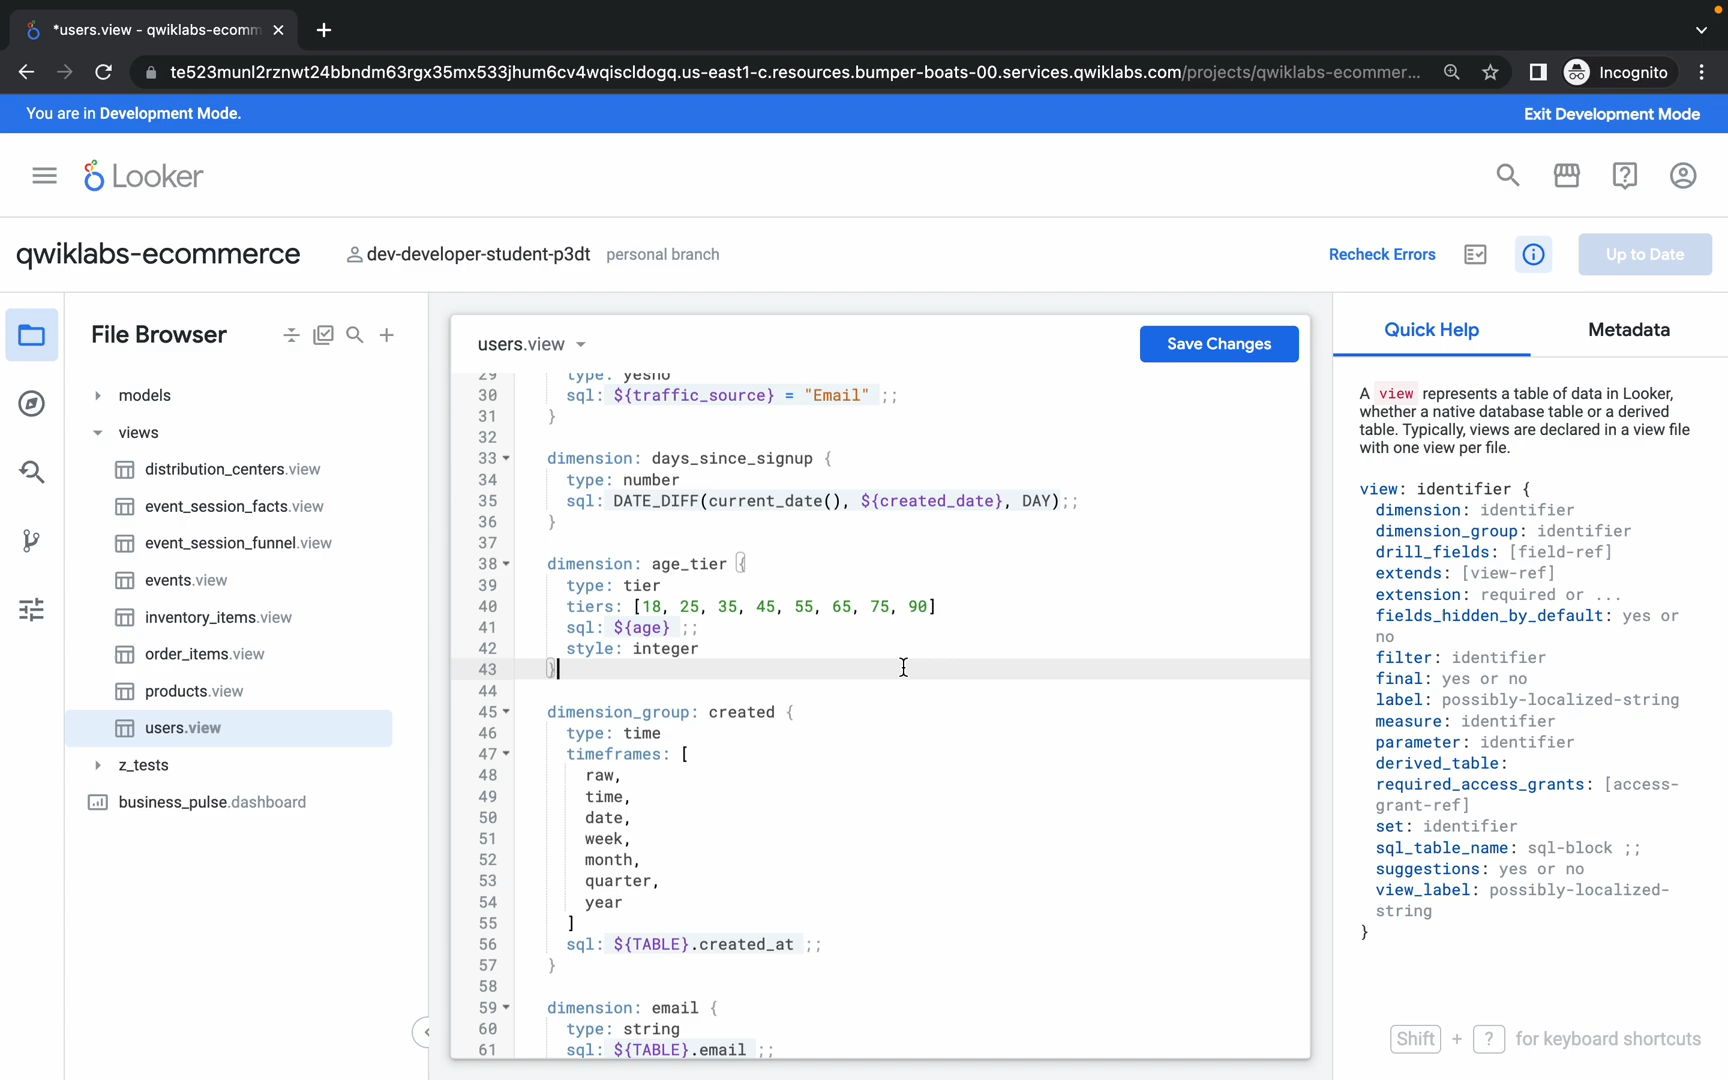 *users.view - qwiklabs-ecomm
te523munl2rznwt24bbndm63rgx35mx533jhum6cv4wqiscldogq.us-east1-c.resources.bumper-boats-00.services.qwiklabs.com/projects/qwiklabs-ecommer...
Incognito
You are in Development Mode.
Exit Development Mode
Looker
qwiklabs-ecommerce
dev-developer-student-p3dt personal branch
Recheck Errors
Up to Date
File Browser
models
views
distribution_centers.view
event_session_facts.view
event_session_funnel.view
events.view
inventory_items.view
order_items.view
products.view
users.view
z_tests
business_pulse.dashboard
users.view
Save Changes
29 type: yesno
30 sql: ${traffic_source} = "Email" ;;
31 }
32
33 dimension: days_since_signup {
34 type: number
35 sql: DATE_DIFF(current_date(), ${created_date}, DAY);;
36 }
37
38 dimension: age_tier {
39 type: tier
40 tiers: [18, 25, 35, 45, 55, 65, 75, 90]
41 sql: ${age} ;;
42 style: integer
43 }
44
45 dimension_group: created {
46 type: time
47 timeframes: [
48 raw,
49 time,
50 date,
51 week,
52 month,
53 quarter,
54 year
55 ]
56 sql: ${TABLE}.created_at ;;
57 }
58
59 dimension: email {
60 type: string
61 sql: ${TABLE}.email ;;
Quick Help
Metadata
A view represents a table of data in Looker,
whether a native database table or a derived
table. Typically, views are declared in a view file
with one view per file.
view: identifier {
dimension: identifier
dimension_group: identifier
drill_fields: [field-ref]
extends: [view-ref]
extension: required or ...
fields_hidden_by_default: yes or
no
filter: identifier
final: yes or no
label: possibly-localized-string
measure: identifier
parameter: identifier
derived_table:
required_access_grants: [access-
grant-ref]
set: identifier
sql_table_name: sql-block ;;
suggestions: yes or no
view_label: possibly-localized-
string
}
Shift + ? for keyboard shortcuts